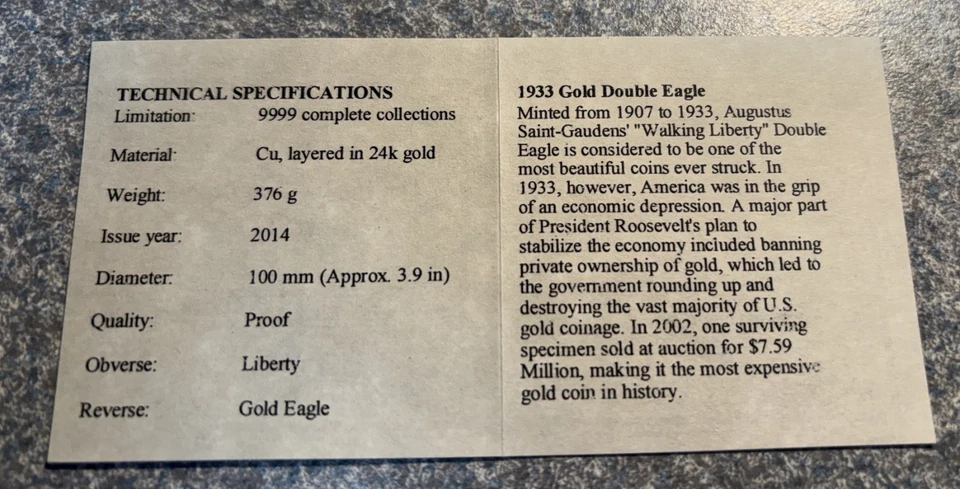 TECHNICAL SPECIFICATIONS
Limitation: 9999 complete collections
Material: Cu, layered in 24k gold
Weight: 376 g
Issue year: 2014
Diameter: 100 mm (Approx. 3.9 in)
Quality: Proof
Obverse: Liberty
Reverse: Gold Eagle
1933 Gold Double Eagle
Minted from 1907 to 1933, Augustus
Saint-Gaudens' "Walking Liberty" Double
Eagle is considered to be one of the
most beautiful coins ever struck. In
1933, however, America was in the grip
of an economic depression. A major part
of President Roosevelt's plan to
stabilize the economy included banning
private ownership of gold, which led to
the government rounding up and
destroying the vast majority of U.S.
gold coinage. In 2002, one surviving
specimen sold at auction for $7.59
Million, making it the most expensive
gold coin in history.